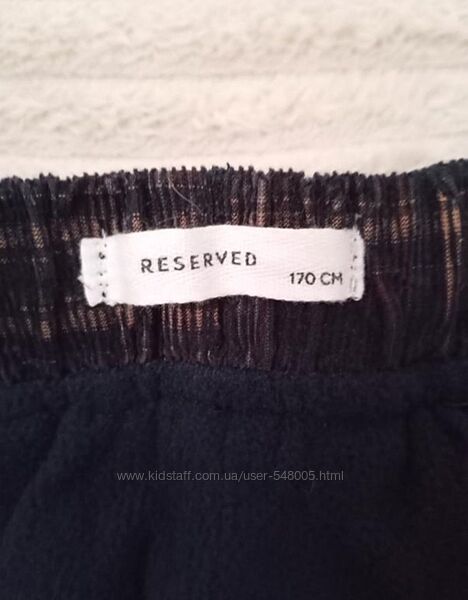 RESERVED
170 CM
www.kidstaff.com.ua/user-548005.html